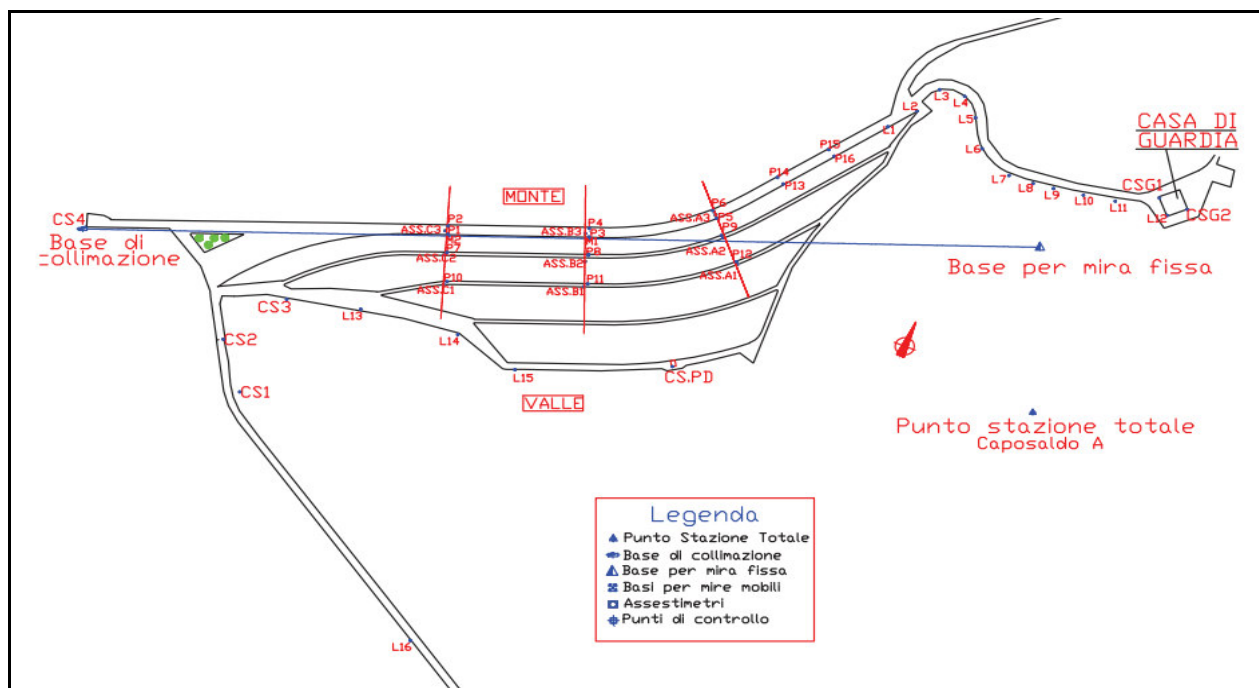 L2
L3
L4
L5
L1
CASA DI
GUARDIA
P15
P16
L6
P14
P13
L7
L8
L9
L10
L11
CSG1
L12
CSG2
MONTE
P6
P5
ASS.A3
P2
P4
CS4
ASS.C3
P1
ASS.B3
P3
M1
P9
Base di
collimazione
P7
ASS.C2
P8
ASS.B2
ASS.A2
P12
ASS.A1
Base per mira fissa
P10
ASS.C1
P11
ASS.B1
CS3
L13
L14
CS2
L15
D
CS.PD
CS1
VALLE
Punto stazione totale
Caposaldo A
Legenda
Punto Stazione Totale
Base di collimazione
Base per mira fissa
Basi per mire mobili
Assestimetri
Punti di controllo
L16